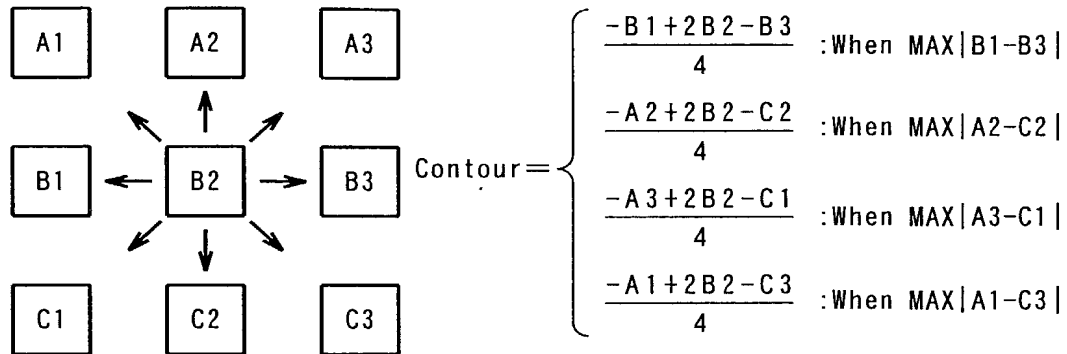 A1 A2 A3
B1 B2 B3
C1 C2 C3
Contour=
-B1+2B2-B3
4
:When MAX|B1-B3|
-A2+2B2-C2
4
:When MAX|A2-C2|
-A3+2B2-C1
4
:When MAX|A3-C1|
-A1+2B2-C3
4
:When MAX|A1-C3|